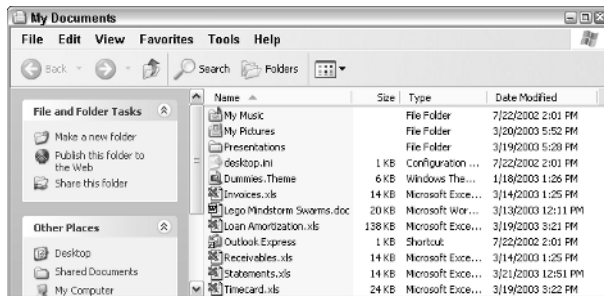 My Documents
File Edit View Favorites Tools Help
Back Search Folders
Name Size Type Date Modified
File and Folder Tasks
Make a new folder
Publish this folder to
the Web
Share this folder
Other Places
Desktop
Shared Documents
My Computer
My Music File Folder 7/22/2002 2:01 PM
My Pictures File Folder 3/20/2003 5:52 PM
Presentations File Folder 3/19/2003 5:28 PM
desktop.ini 1 KB Configuration ... 7/22/2002 2:01 PM
Dummies.Theme 6 KB Windows The... 1/18/2003 1:26 PM
Invoices.xls 14 KB Microsoft Exce... 3/14/2003 1:25 PM
Lego Mindstorm Swarms.doc 20 KB Microsoft Wor... 3/13/2003 12:11 PM
Loan Amortization.xls 138 KB Microsoft Exce... 3/19/2003 3:21 PM
Outlook Express 1 KB Shortcut 7/22/2002 2:01 PM
Receivables.xls 14 KB Microsoft Exce... 3/14/2003 1:25 PM
Statements.xls 14 KB Microsoft Exce... 3/21/2003 12:51 PM
Timecard.xls 24 KB Microsoft Exce... 3/19/2003 3:22 PM